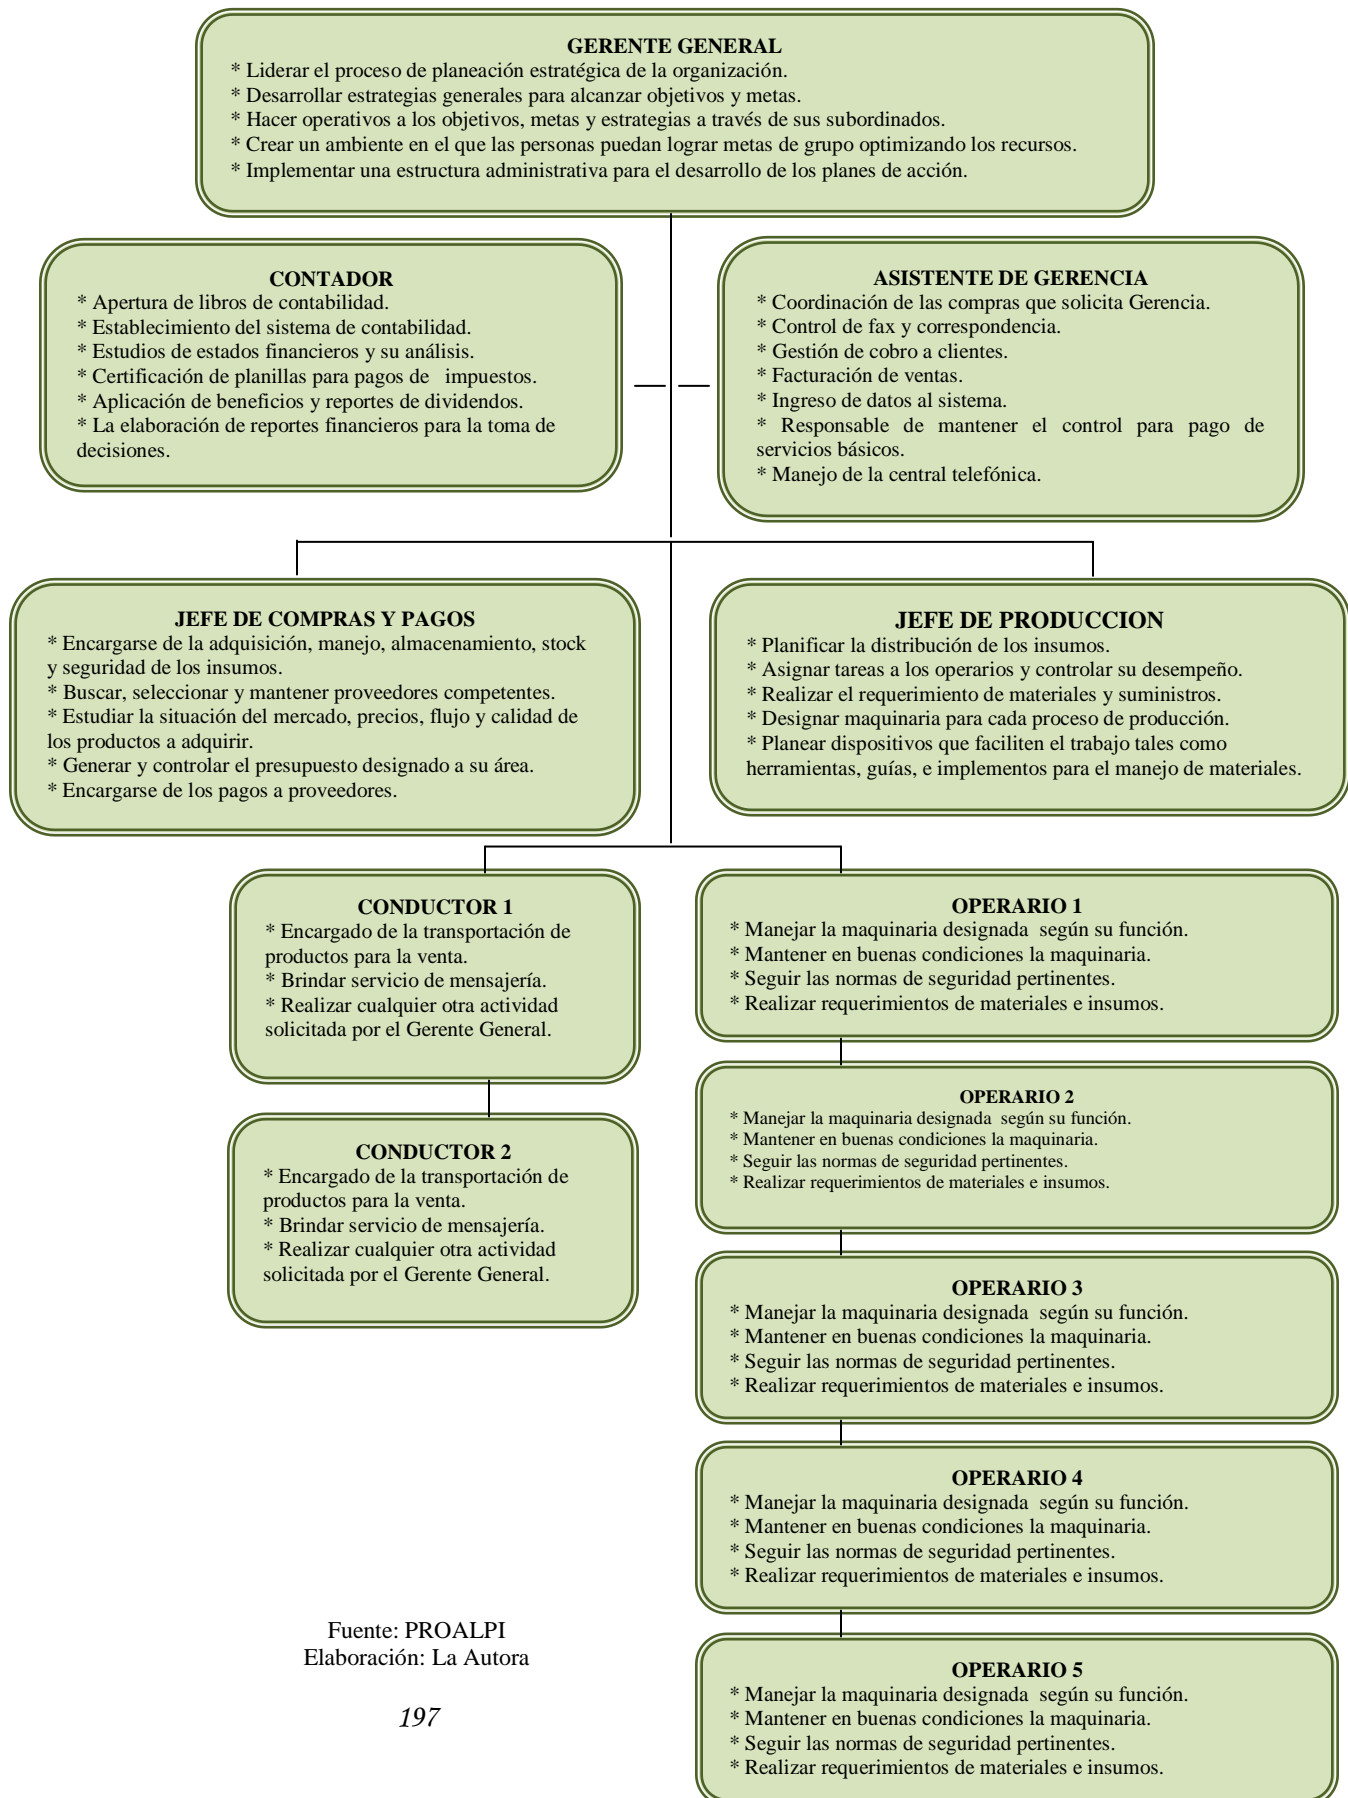 GERENTE GENERAL
* Liderar el proceso de planeación estratégica de la organización.
* Desarrollar estrategias generales para alcanzar objetivos y metas.
* Hacer operativos a los objetivos, metas y estrategias a través de sus subordinados.
* Crear un ambiente en el que las personas puedan lograr metas de grupo optimizando los recursos.
* Implementar una estructura administrativa para el desarrollo de los planes de acción.
CONTADOR
* Apertura de libros de contabilidad.
* Establecimiento del sistema de contabilidad.
* Estudios de estados financieros y su análisis.
* Certificación de planillas para pagos de impuestos.
* Aplicación de beneficios y reportes de dividendos.
* La elaboración de reportes financieros para la toma de
decisiones.
ASISTENTE DE GERENCIA
* Coordinación de las compras que solicita Gerencia.
* Control de fax y correspondencia.
* Gestión de cobro a clientes.
* Facturación de ventas.
* Ingreso de datos al sistema.
* Responsable de mantener el control para pago de
servicios básicos.
* Manejo de la central telefónica.
JEFE DE COMPRAS Y PAGOS
* Encargarse de la adquisición, manejo, almacenamiento, stock
y seguridad de los insumos.
* Buscar, seleccionar y mantener proveedores competentes.
* Estudiar la situación del mercado, precios, flujo y calidad de
los productos a adquirir.
* Generar y controlar el presupuesto designado a su área.
* Encargarse de los pagos a proveedores.
JEFE DE PRODUCCION
* Planificar la distribución de los insumos.
* Asignar tareas a los operarios y controlar su desempeño.
* Realizar el requerimiento de materiales y suministros.
* Designar maquinaria para cada proceso de producción.
* Planear dispositivos que faciliten el trabajo tales como
herramientas, guías, e implementos para el manejo de materiales.
CONDUCTOR 1
* Encargado de la transportación de
productos para la venta.
* Brindar servicio de mensajería.
* Realizar cualquier otra actividad
solicitada por el Gerente General.
CONDUCTOR 2
* Encargado de la transportación de
productos para la venta.
* Brindar servicio de mensajería.
* Realizar cualquier otra actividad
solicitada por el Gerente General.
OPERARIO 1
* Manejar la maquinaria designada según su función.
* Mantener en buenas condiciones la maquinaria.
* Seguir las normas de seguridad pertinentes.
* Realizar requerimientos de materiales e insumos.
OPERARIO 2
* Manejar la maquinaria designada según su función.
* Mantener en buenas condiciones la maquinaria.
* Seguir las normas de seguridad pertinentes.
* Realizar requerimientos de materiales e insumos.
OPERARIO 3
* Manejar la maquinaria designada según su función.
* Mantener en buenas condiciones la maquinaria.
* Seguir las normas de seguridad pertinentes.
* Realizar requerimientos de materiales e insumos.
OPERARIO 4
* Manejar la maquinaria designada según su función.
* Mantener en buenas condiciones la maquinaria.
* Seguir las normas de seguridad pertinentes.
* Realizar requerimientos de materiales e insumos.
OPERARIO 5
* Manejar la maquinaria designada según su función.
* Mantener en buenas condiciones la maquinaria.
* Seguir las normas de seguridad pertinentes.
* Realizar requerimientos de materiales e insumos.
Fuente: PROALPI
Elaboración: La Autora
197